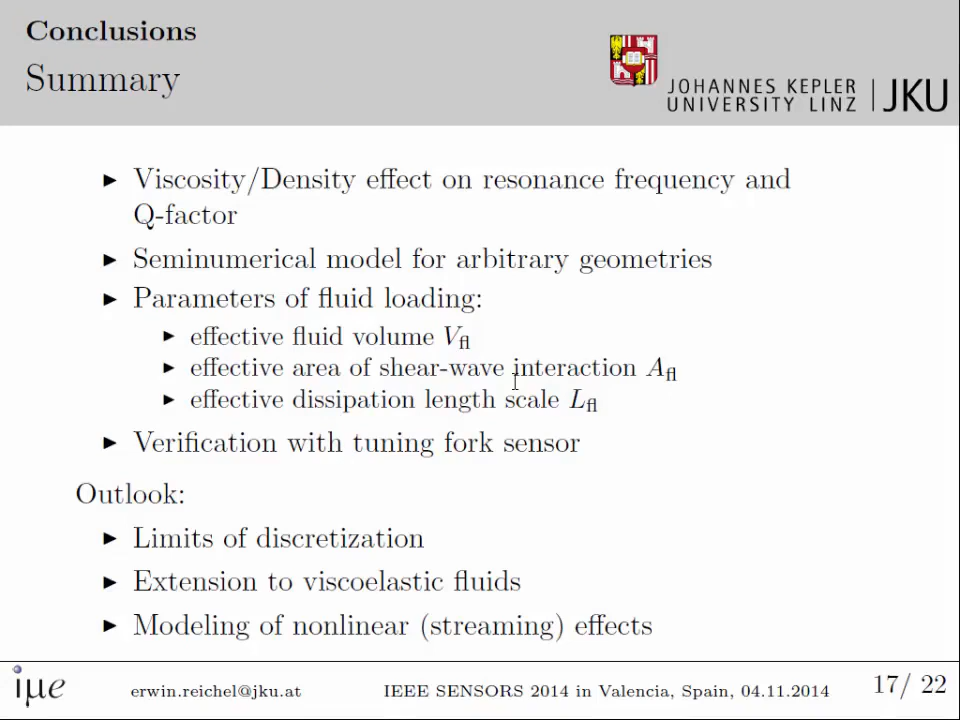 Conclusions
Summary
JOHANNES KEPLER
UNIVERSITY LINZ
JKU
▶ Viscosity/Density effect on resonance frequency and
Q-factor
▶ Seminumerical model for arbitrary geometries
▶ Parameters of fluid loading:
▶ effective fluid volume V_fl
▶ effective area of shear-wave interaction A_fl
▶ effective dissipation length scale L_fl
▶ Verification with tuning fork sensor
Outlook:
▶ Limits of discretization
▶ Extension to viscoelastic fluids
▶ Modeling of nonlinear (streaming) effects
iμe
erwin.reichel@jku.at
IEEE SENSORS 2014 in Valencia, Spain, 04.11.2014
17/ 22